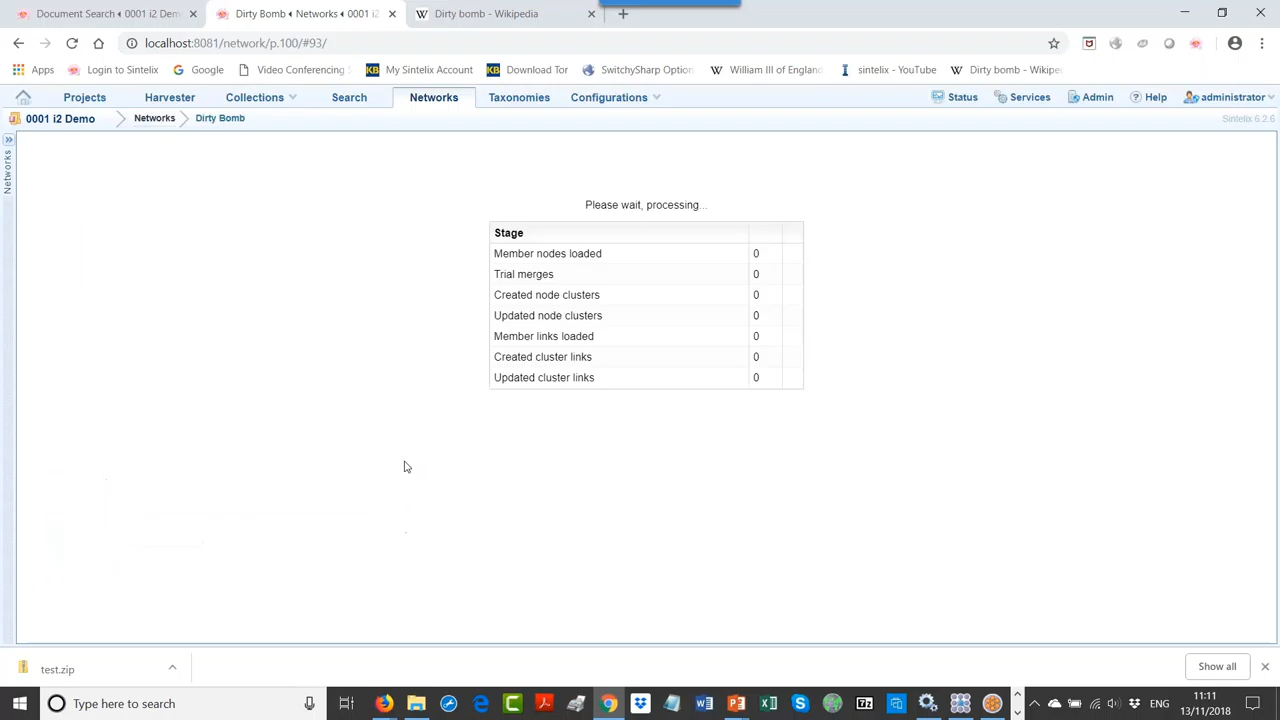 Document Search ◂ 0001 i2 Dem
Dirty Bomb ◂ Networks ◂ 0001 i2
Dirty bomb - Wikipedia
localhost:8081/network/p.100/#93/
Apps
Login to Sintelix
Google
Video Conferencing
My Sintelix Account
Download Tor
SwitchySharp Option
William III of England
sintelix - YouTube
Dirty bomb - Wikipe
Projects
Harvester
Collections
Search
Networks
Taxonomies
Configurations
Status
Services
Admin
Help
administrator
0001 i2 Demo
Networks
Dirty Bomb
Sintelix 6.2.6
Networks
Please wait, processing...
Stage
Member nodes loaded 0
Trial merges 0
Created node clusters 0
Updated node clusters 0
Member links loaded 0
Created cluster links 0
Updated cluster links 0
test.zip
Show all
Type here to search
ENG
11:11
13/11/2018